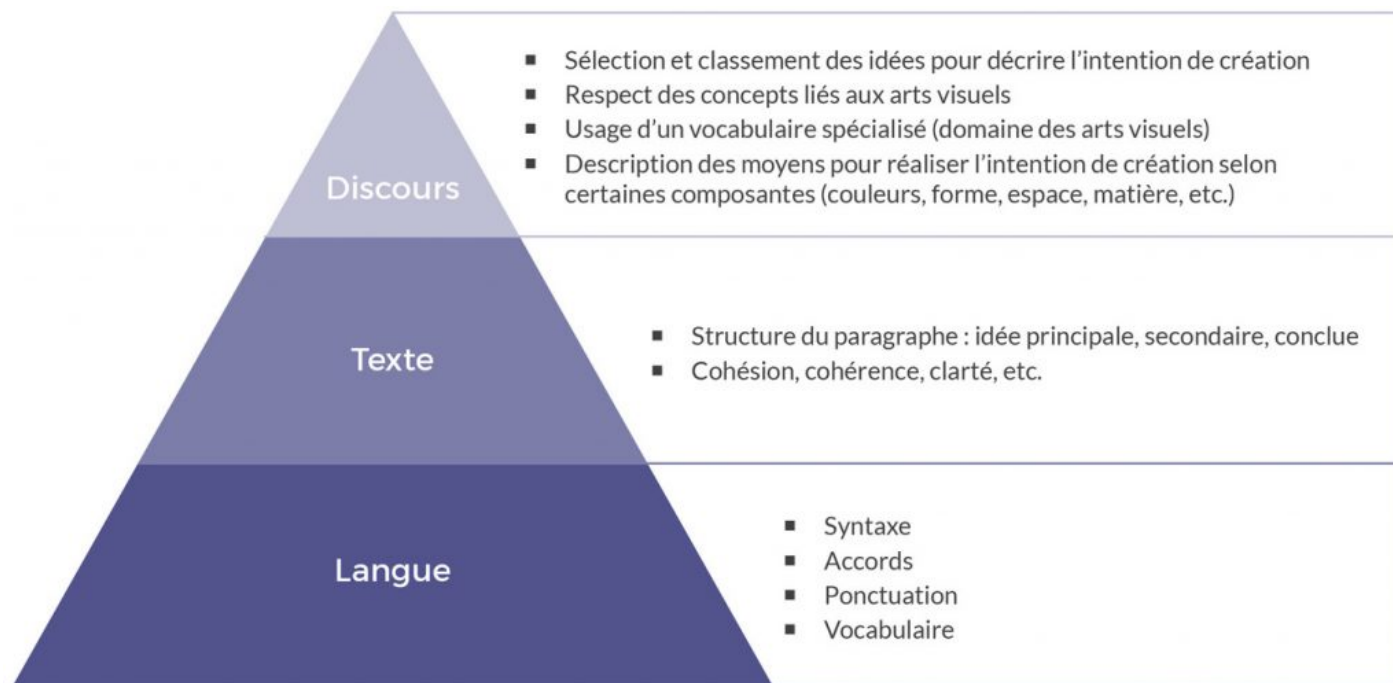 ■ Sélection et classement des idées pour décrire l’intention de création
■ Respect des concepts liés aux arts visuels
■ Usage d’un vocabulaire spécialisé (domaine des arts visuels)
■ Description des moyens pour réaliser l’intention de création selon
certaines composantes (couleurs, forme, espace, matière, etc.)
Discours
■ Structure du paragraphe : idée principale, secondaire, conclue
■ Cohésion, cohérence, clarté, etc.
Texte
■ Syntaxe
■ Accords
■ Ponctuation
■ Vocabulaire
Langue